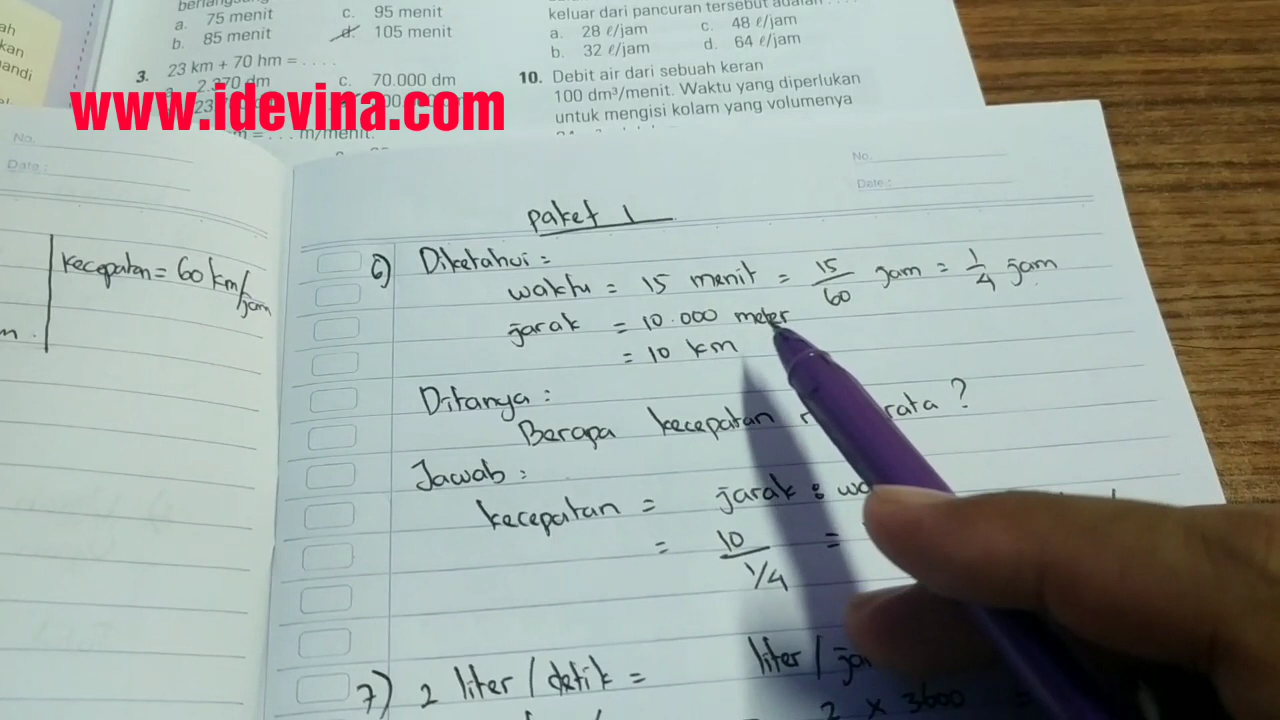 a. 75 menit
b. 85 menit
c. 95 menit
d. 105 menit
3. 23 km + 70 hm = . . . .
2.370 dm
c. 70.000 dm
keluar dari pancuran tersebut
a. 28 ℓ/jam
b. 32 ℓ/jam
c. 48 ℓ/jam
d. 64 ℓ/jam
10. Debit air dari sebuah keran
100 dm³/menit. Waktu yang diperlukan
untuk mengisi kolam yang volumenya
www.idevina.com
m = . . . m/menit.
No.
Date :
kecepatan = 60 km/jam
No.
Date :
paket 1
6) Diketahui =
waktu = 15 menit = 15/60 jam = 1/4 jam
jarak = 10.000 meter
= 10 km
Ditanya :
Berapa kecepatan rata ?
Jawab :
kecepatan = jarak :
= 10 / 1/4 =
7) 2 liter / detik = liter /
2 x 3600 =